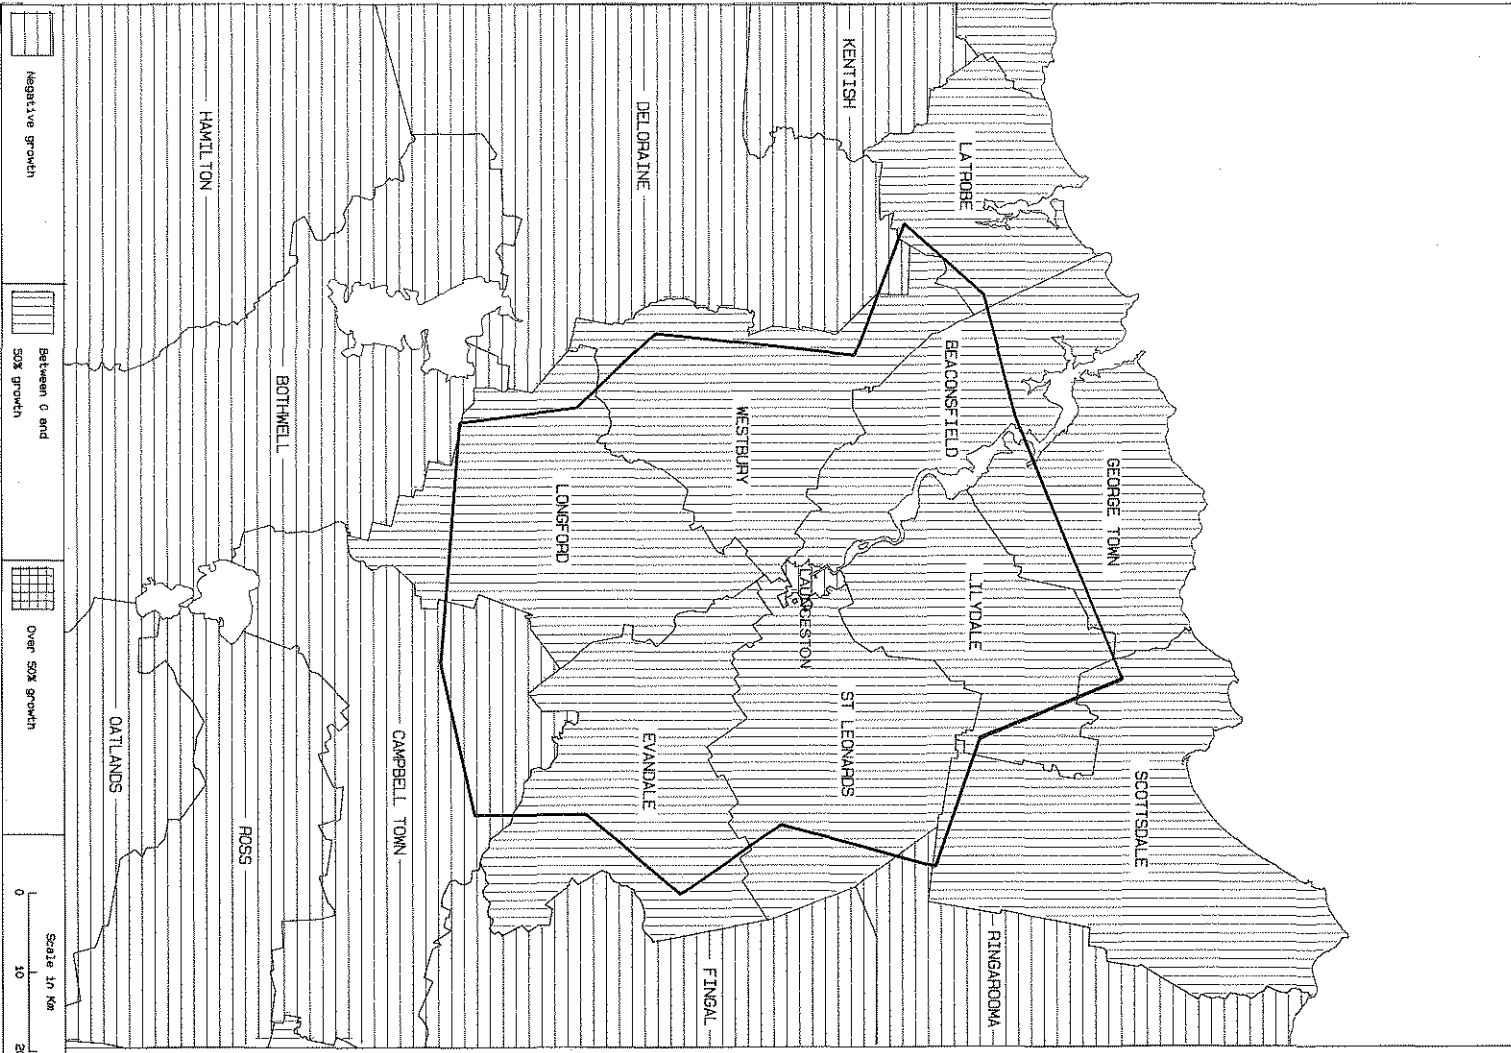 KENTISH
LATROBE
DELORAINE
HAMILTON
BEACONSFIELD
GEORGE TOWN
WESTBURY
BOTHWELL
LONGFORD
LILYDALE
LAUNCESTON
ST LEONARDS
SCOTTSDALE
EVANDALE
CAMPBELL TOWN
OATLANDS
ROSS
RINGAROOMA
FINGAL
Negative growth
Between 0 and
50% growth
Over 50% growth
Scale in Km
0 10